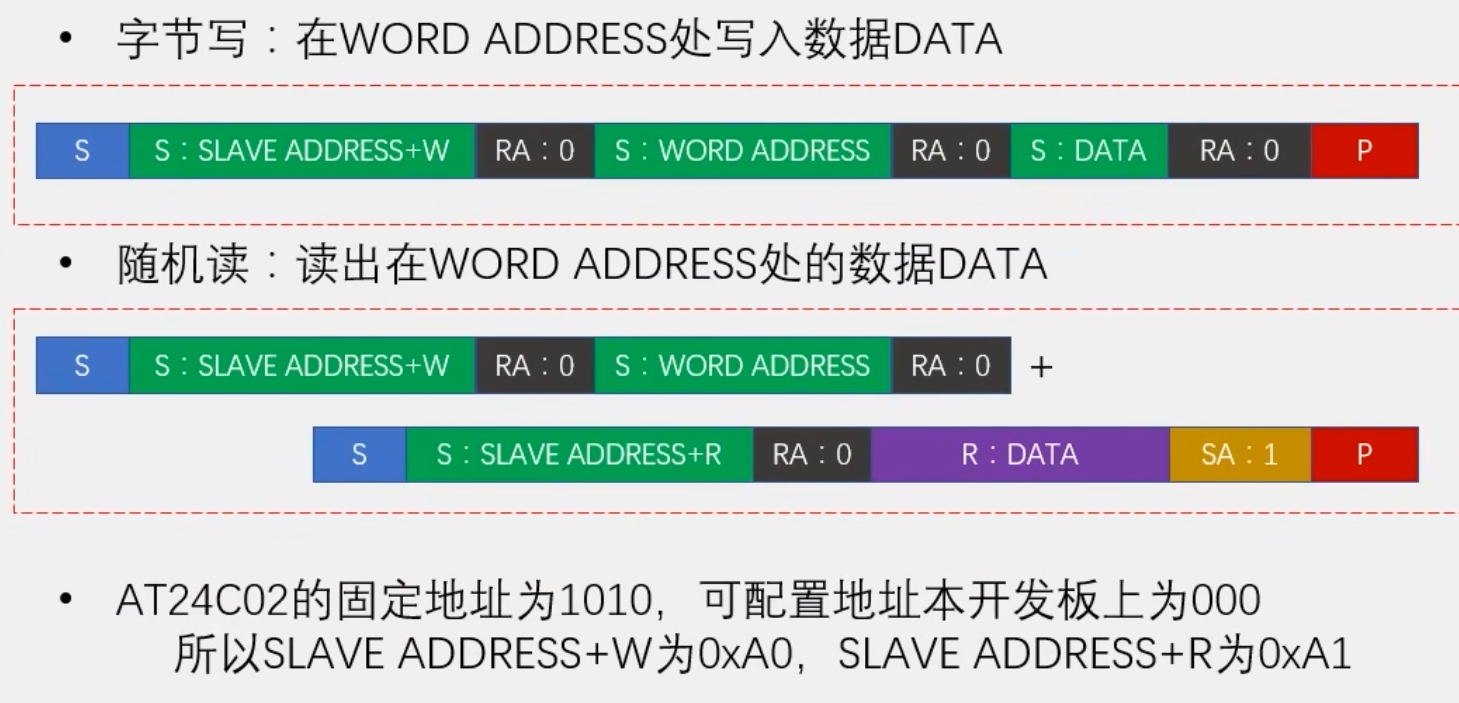 • 字节写：在WORD ADDRESS处写入数据DATA
S S：SLAVE ADDRESS+W RA：0 S：WORD ADDRESS RA：0 S：DATA RA：0 P
• 随机读：读出在WORD ADDRESS处的数据DATA
S S：SLAVE ADDRESS+W RA：0 S：WORD ADDRESS RA：0 +
S S：SLAVE ADDRESS+R RA：0 R：DATA SA：1 P
• AT24C02的固定地址为1010，可配置地址本开发板上为000
所以SLAVE ADDRESS+W为0xA0，SLAVE ADDRESS+R为0xA1